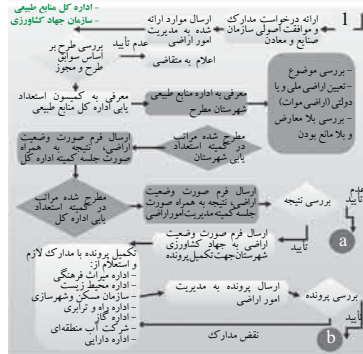 - اداره کل منابع طبیعی
- سازمان جهاد کشاورزی
1
ارائه درخواست مدارک
و موافقت اصولی سازمان
صنایع و معادن
ارسال موارد ارائه
شده به مدیریت
امور اراضی
عدم تأیید
اعلام به متقاضی
بررسی طرح بر
اساس سوابق
طرح و مجوز
معرفی به کمیسیون استعداد
یابی اداره کل منابع طبیعی
معرفی به اداره منابع طبیعی
شهرستان مطرح
- بررسی موضوع
- تعیین اراضی ملی و یا
دولتی (اراضی موات)
- بررسی بلا معارض
و بلا مانع بودن
مطرح شده مراتب
در کمیته استعداد
یابی شهرستان
ارسال فرم صورت وضعیت
اراضی، نتیجه به همراه
صورت جلسه کمیته اداره کل
مطرح شده مراتب
در کمیته استعداد
یابی اداره کل
ارسال فرم صورت وضعیت
اراضی، نتیجه به همراه صورت
جلسه کمیته مدیریت امور اراضی
بررسی نتیجه
عدم
تأیید
a
تأیید
ارسال فرم صورت وضعیت
اراضی به جهاد کشاورزی
شهرستان جهت تکمیل پرونده
تکمیل پرونده با مدارک لازم
و استعلام از:
- اداره میراث فرهنگی
- اداره محیط زیست
- سازمان مسکن و شهرسازی
- اداره راه و ترابری
- اداره گاز
- شرکت آب منطقه‌ای
- اداره دارایی
ارسال پرونده به مدیریت
امور اراضی
بررسی پرونده
تأیید
نقض مدارک
b